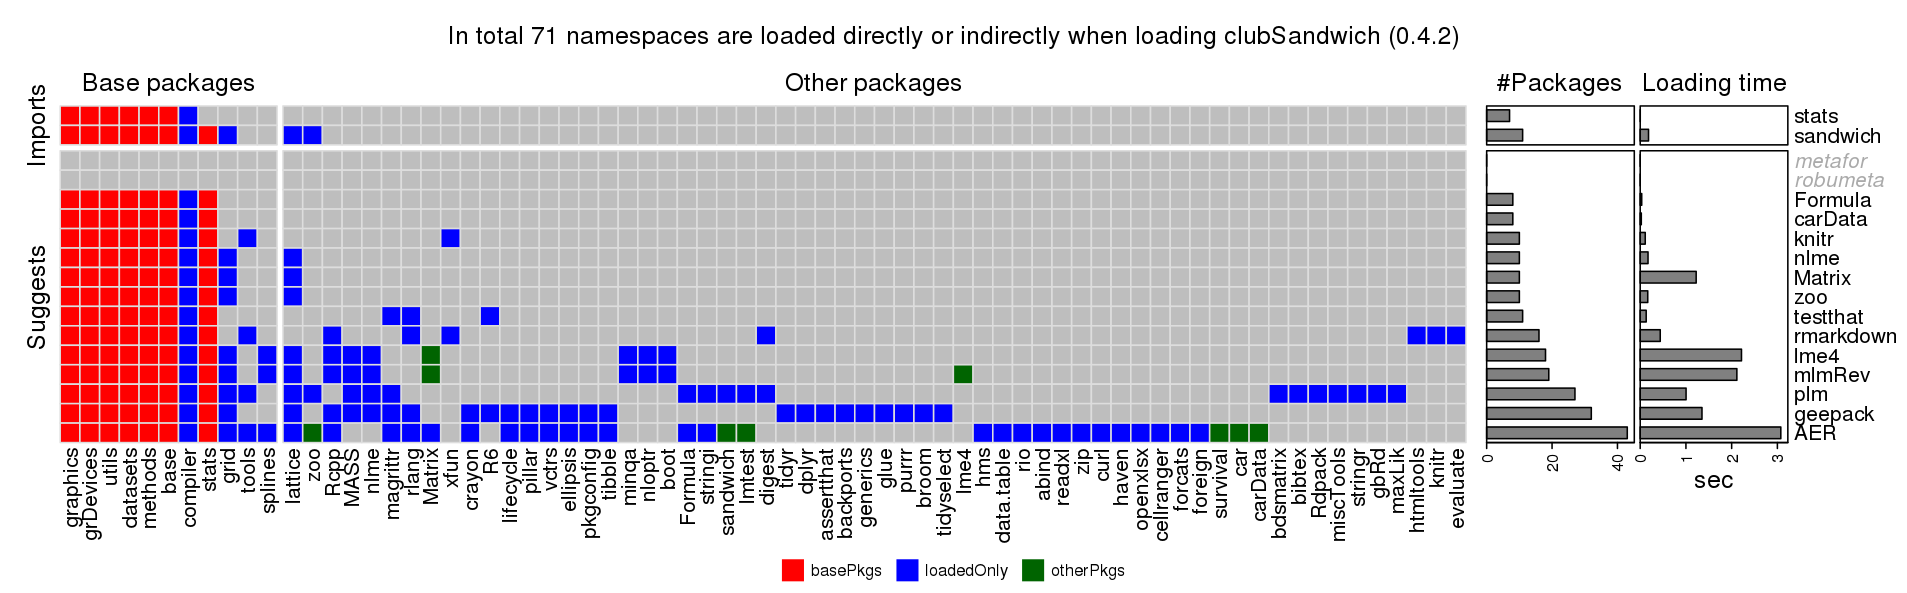 In total 71 namespaces are loaded directly or indirectly when loading clubSandwich (0.4.2)
Base packages
Other packages
#Packages
Loading time
Imports
Suggests
stats
sandwich
metafor
robumeta
Formula
carData
knitr
nlme
Matrix
zoo
testthat
rmarkdown
lme4
mlmRev
plm
geepack
AER
graphics
grDevices
utils
datasets
methods
base
compiler
stats
grid
tools
splines
lattice
zoo
Rcpp
MASS
nlme
magrittr
rlang
Matrix
xfun
crayon
R6
lifecycle
pillar
vctrs
ellipsis
pkgconfig
tibble
minqa
nloptr
boot
Formula
stringi
sandwich
lmtest
digest
tidyr
dplyr
assertthat
backports
generics
glue
purrr
broom
tidyselect
lme4
hms
data.table
rio
abind
readxl
zip
curl
haven
openxlsx
cellranger
forcats
foreign
survival
car
carData
bdsmatrix
bibtex
Rdpack
miscTools
stringr
gbRd
maxLik
htmltools
knitr
evaluate
0
20
40
0
1
2
3
sec
basePkgs
loadedOnly
otherPkgs